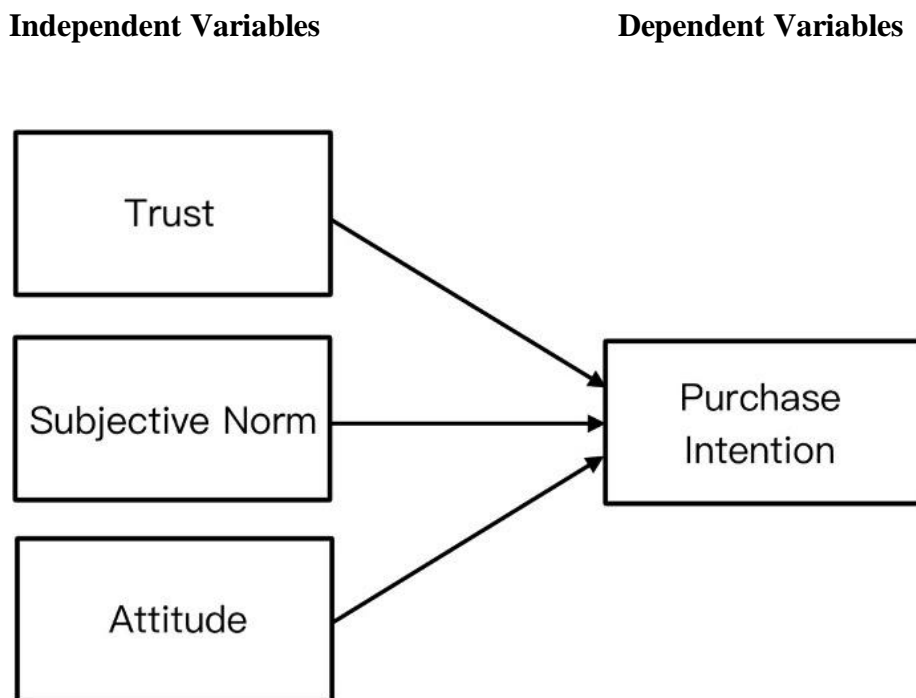 Independent Variables
Dependent Variables
Trust
Subjective Norm
Purchase
Intention
Attitude